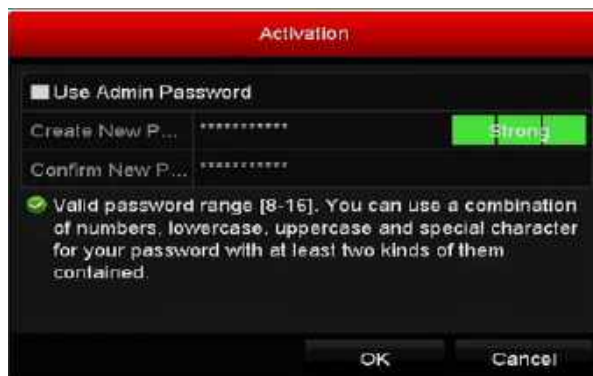 Activation
Use Admin Password
Create New P... *********** Strong
Confirm New P... ***********
Valid password range [8-16]. You can use a combination
of numbers, lowercase, uppercase and special character
for your password with at least two kinds of them
contained.
OK Cancel